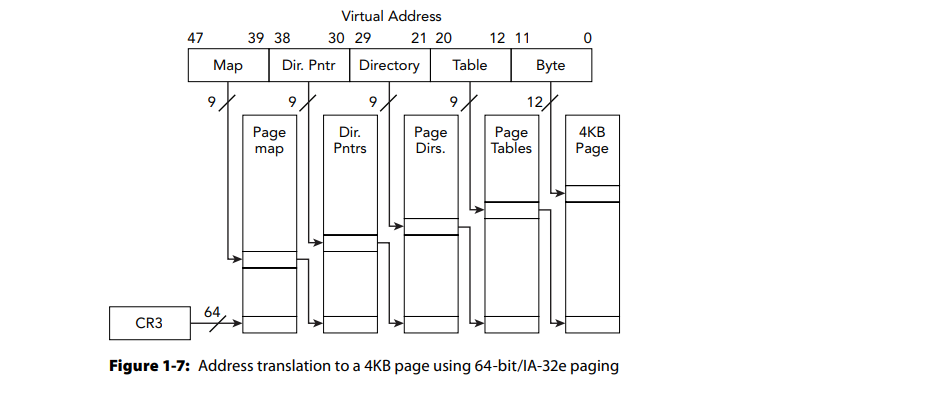 Virtual Address
47 39 38 30 29 21 20 12 11 0
Map Dir. Pntr Directory Table Byte
9 9 9 9 12
Page map
Dir. Pntrs
Page Dirs.
Page Tables
4KB Page
CR3
64
Figure 1-7: Address translation to a 4KB page using 64-bit/IA-32e paging